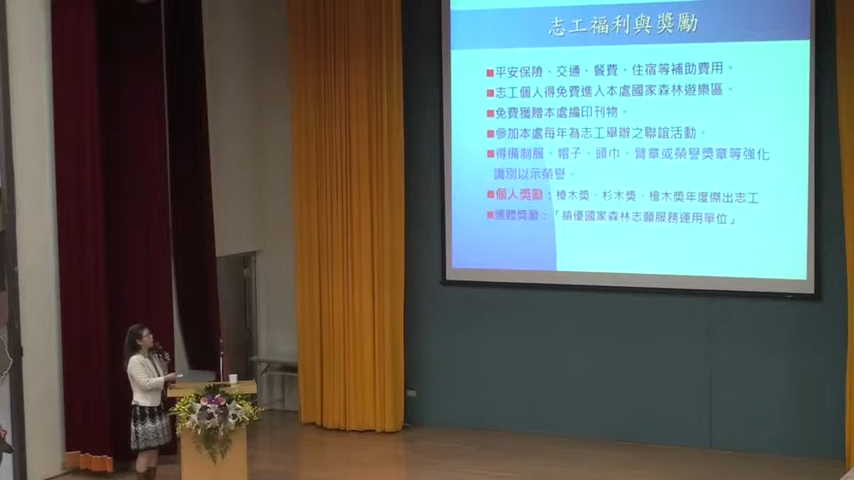 志工福利與獎勵
■平安保險、交通、餐費、住宿等補助費用。
■志工個人得免費進入本處國家森林遊樂區。
■免費獲贈本處編印刊物。
■參加本處每年為志工舉辦之聯誼活動。
■得備制服、帽子、頭巾、臂章或榮譽獎章等強化
識別以示榮譽。
■個人獎勵：樟木獎、杉木獎、檜木獎年度傑出志工
■團體獎勵：「績優國家森林志願服務運用單位」